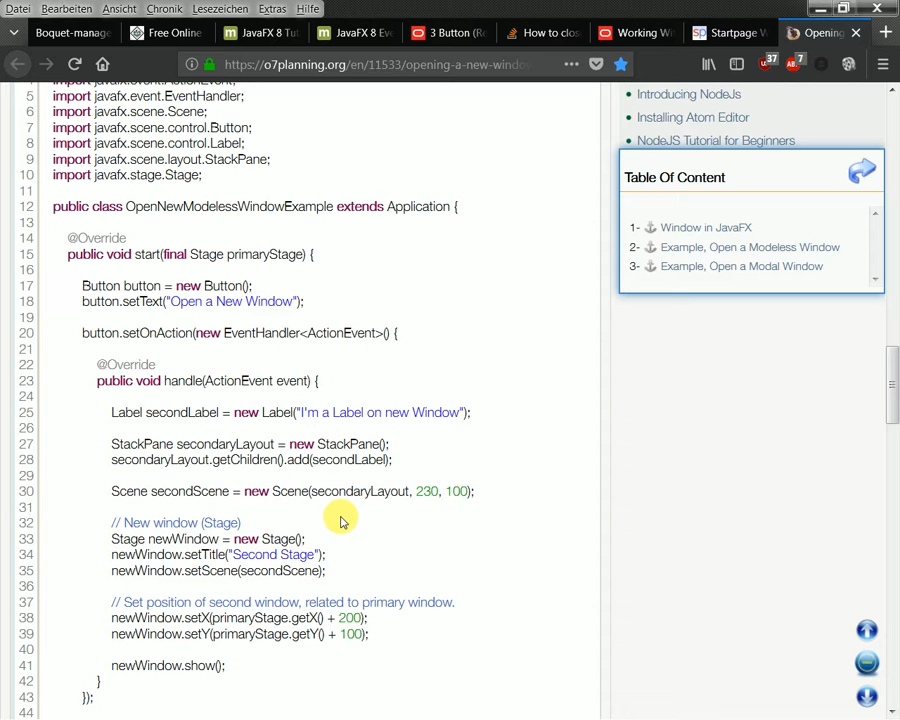 Datei Bearbeiten Ansicht Chronik Lesezeichen Extras Hilfe
Boquet-manage Free Online JavaFX 8 Tut JavaFX 8 Eve 3 Button (Re How to clos Working Wi Startpage W Opening
https://o7planning.org/en/11533/opening-a-new-windo 37 7
import javafx.event.ActionEvent;
5 import javafx.event.EventHandler;
6 import javafx.scene.Scene;
7 import javafx.scene.control.Button;
8 import javafx.scene.control.Label;
9 import javafx.scene.layout.StackPane;
10 import javafx.stage.Stage;
11
12 public class OpenNewModelessWindowExample extends Application {
13
14 @Override
15 public void start(final Stage primaryStage) {
16
17 Button button = new Button();
18 button.setText("Open a New Window");
19
20 button.setOnAction(new EventHandler<ActionEvent>() {
21
22 @Override
23 public void handle(ActionEvent event) {
24
25 Label secondLabel = new Label("I'm a Label on new Window");
26
27 StackPane secondaryLayout = new StackPane();
28 secondaryLayout.getChildren().add(secondLabel);
29
30 Scene secondScene = new Scene(secondaryLayout, 230, 100);
31
32 // New window (Stage)
33 Stage newWindow = new Stage();
34 newWindow.setTitle("Second Stage");
35 newWindow.setScene(secondScene);
36
37 // Set position of second window, related to primary window.
38 newWindow.setX(primaryStage.getX() + 200);
39 newWindow.setY(primaryStage.getY() + 100);
40
41 newWindow.show();
42 }
43 });
44
Introducing NodeJs
Installing Atom Editor
NodeJS Tutorial for Beginners
Table Of Content
1- Window in JavaFX
2- Example, Open a Modeless Window
3- Example, Open a Modal Window